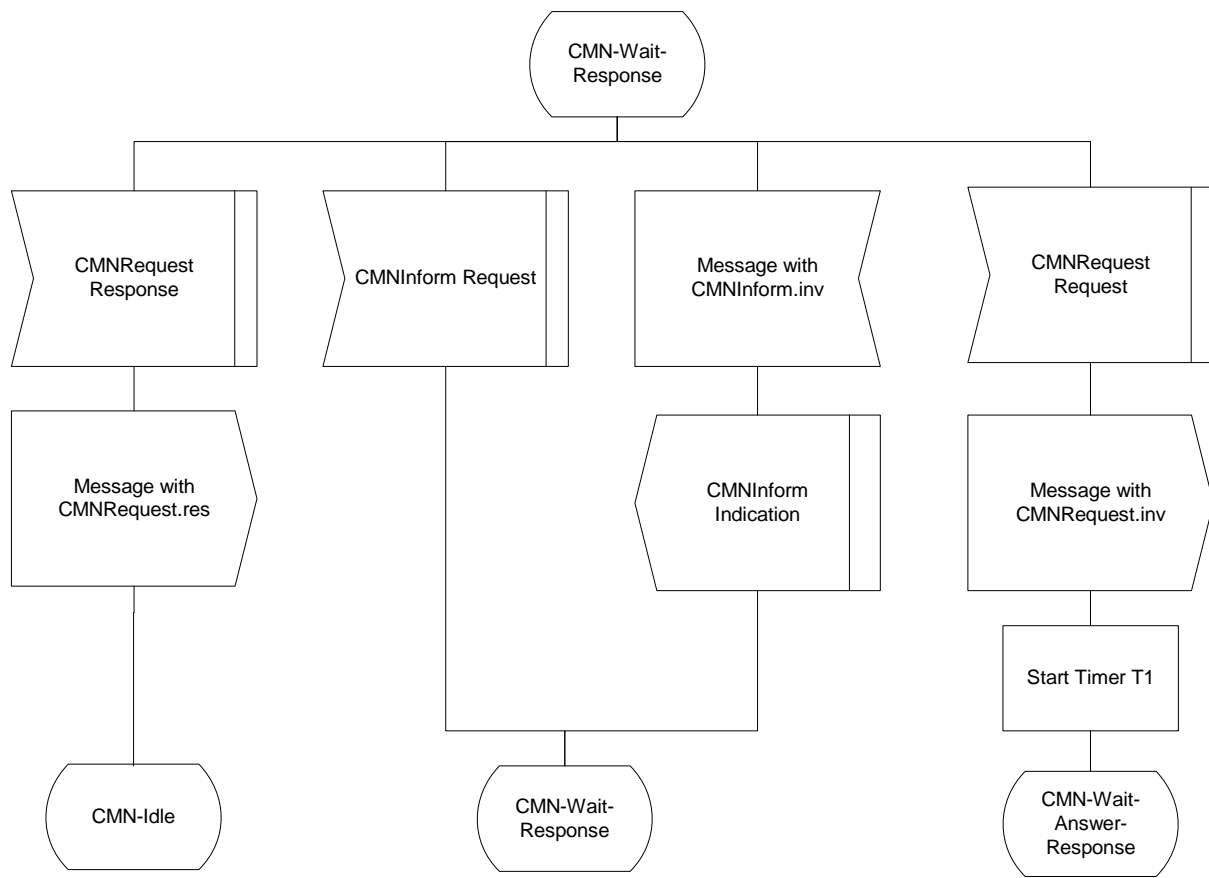 CMN-Wait-
Response
CMNRequest
Response
CMNInform Request
Message with
CMNInform.inv
CMNRequest
Request
Message with
CMNRequest.res
CMNInform
Indication
Message with
CMNRequest.inv
Start Timer T1
CMN-Idle
CMN-Wait-
Response
CMN-Wait-
Answer-
Response